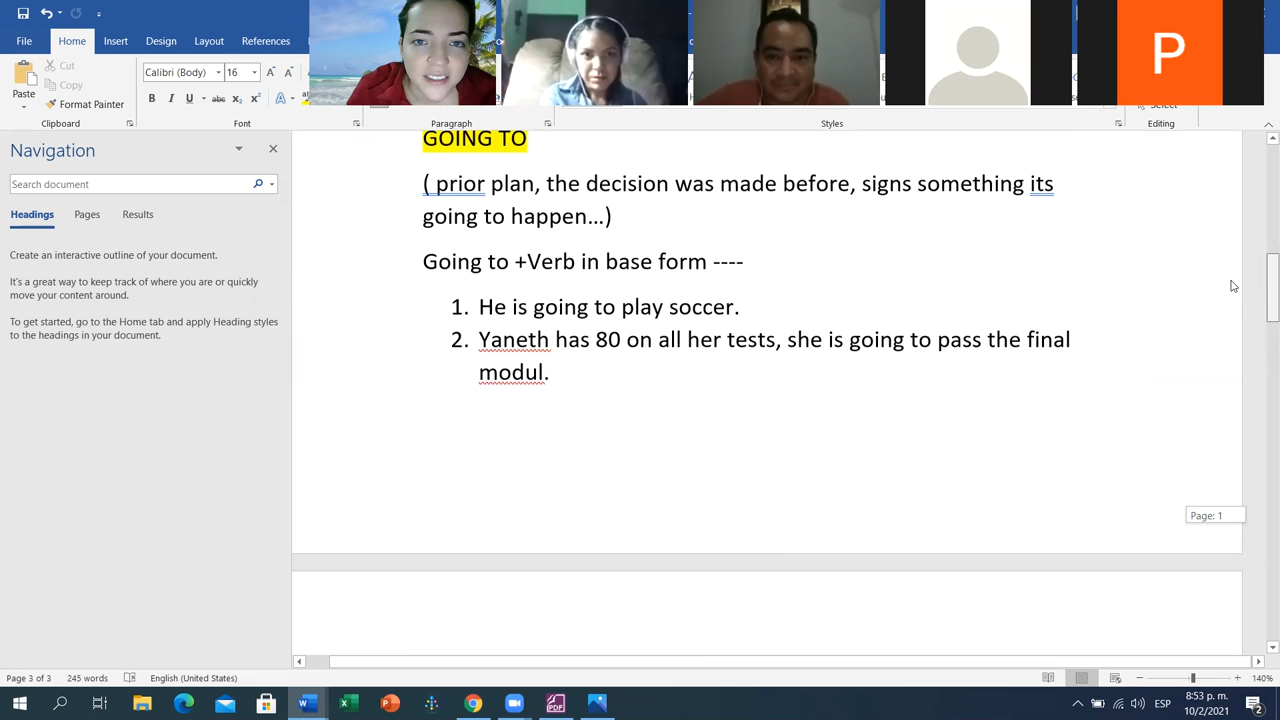 File Home Insert Design Layout References
P
Cut
Copy
Format Painter
Paste
Calibri (Body) 16
Clipboard Font Paragraph Styles Editing
Select
Navigation
Search document
Headings Pages Results
Create an interactive outline of your document.
It's a great way to keep track of where you are or quickly
move your content around.
To get started, go to the Home tab and apply Heading styles
to the headings in your document.
GOING TO
( prior plan, the decision was made before, signs something its
going to happen...)
Going to +Verb in base form ----
1. He is going to play soccer.
2. Yaneth has 80 on all her tests, she is going to pass the final
modul.
Page: 1
Page 3 of 3 245 words English (United States) 140%
ESP 8:53 p. m.
10/2/2021 2